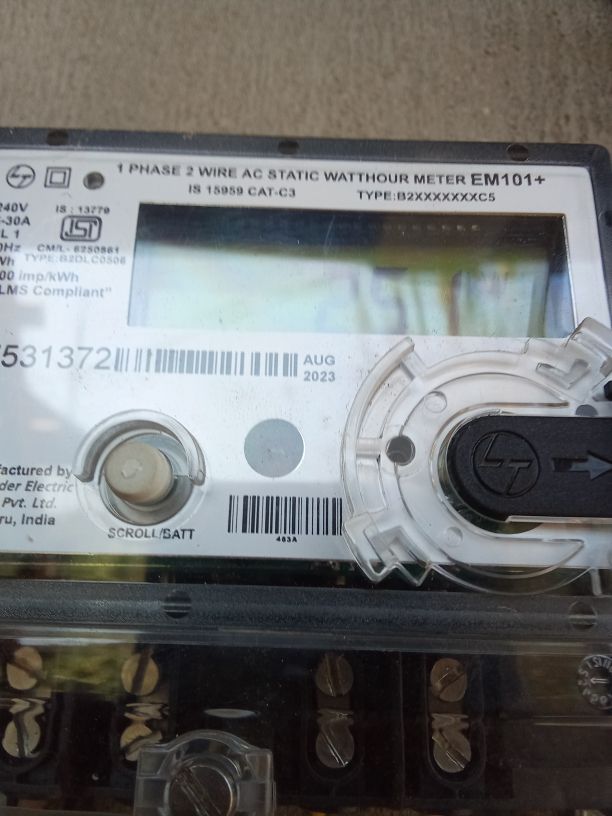 1 PHASE 2 WIRE AC STATIC WATTHOUR METER EM101+
IS 15959 CAT-C3 TYPE:B2XXXXXXXC5
240V
-30A
IS : 13779
CL 1
CM/L- 6250861
TYPE:B2DLC0506
00 imp/kWh
LMS Compliant"
531372
AUG
2023
factured by
der Electric
Pvt. Ltd.
ru, India
SCROLL/BATT
483A
LT